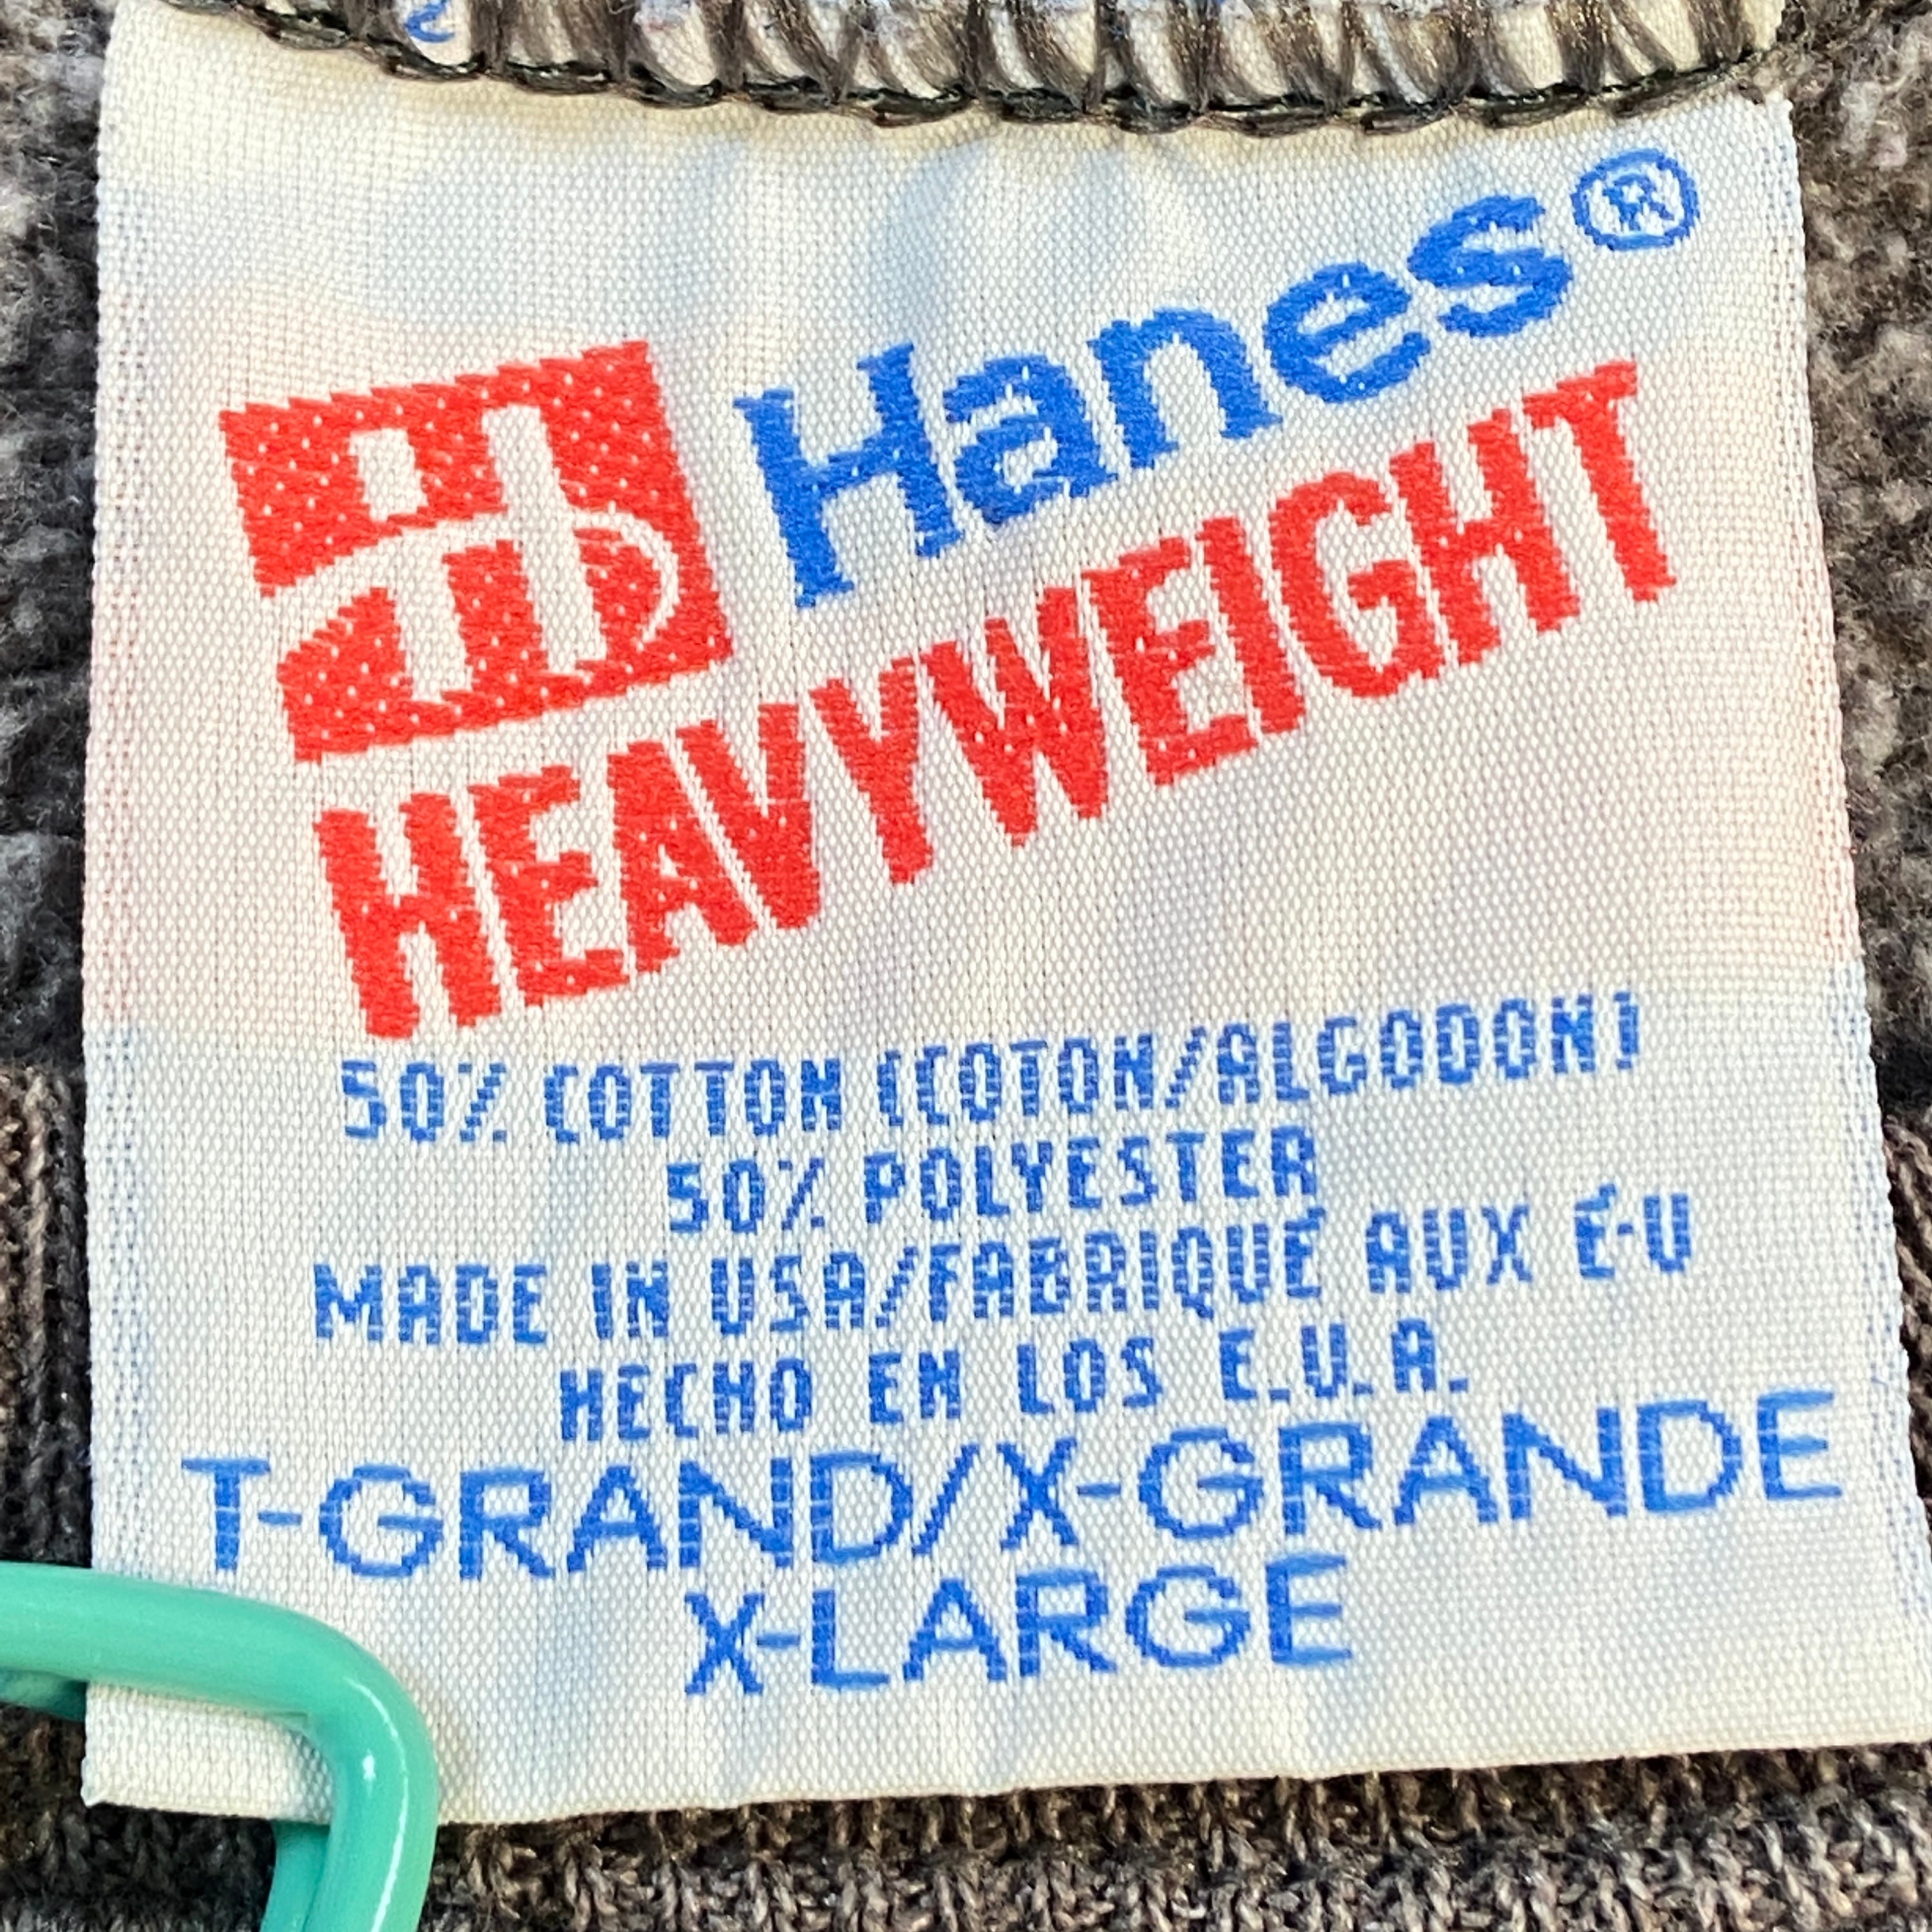 Hanes®
HEAVYWEIGHT
50% COTTON (COTON/ALGODON)
50% POLYESTER
MADE IN USA/FABRIQUÉ AUX É-U
HECHO EN LOS E.U.A.
T-GRAND/X-GRANDE
X-LARGE